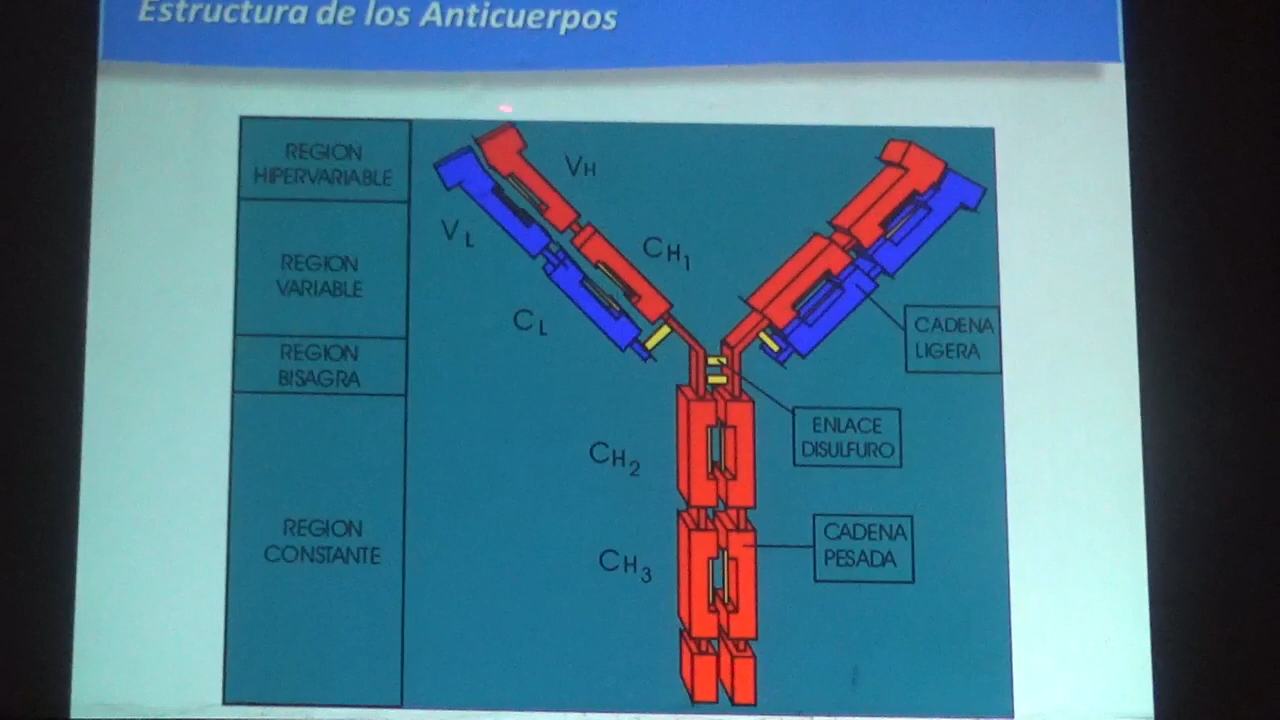 Estructura de los Anticuerpos
REGION
HIPERVARIABLE
REGION
VARIABLE
REGION
BISAGRA
REGION
CONSTANTE
VH
VL
CH1
CL
CH2
CH3
CADENA
LIGERA
ENLACE
DISULFURO
CADENA
PESADA